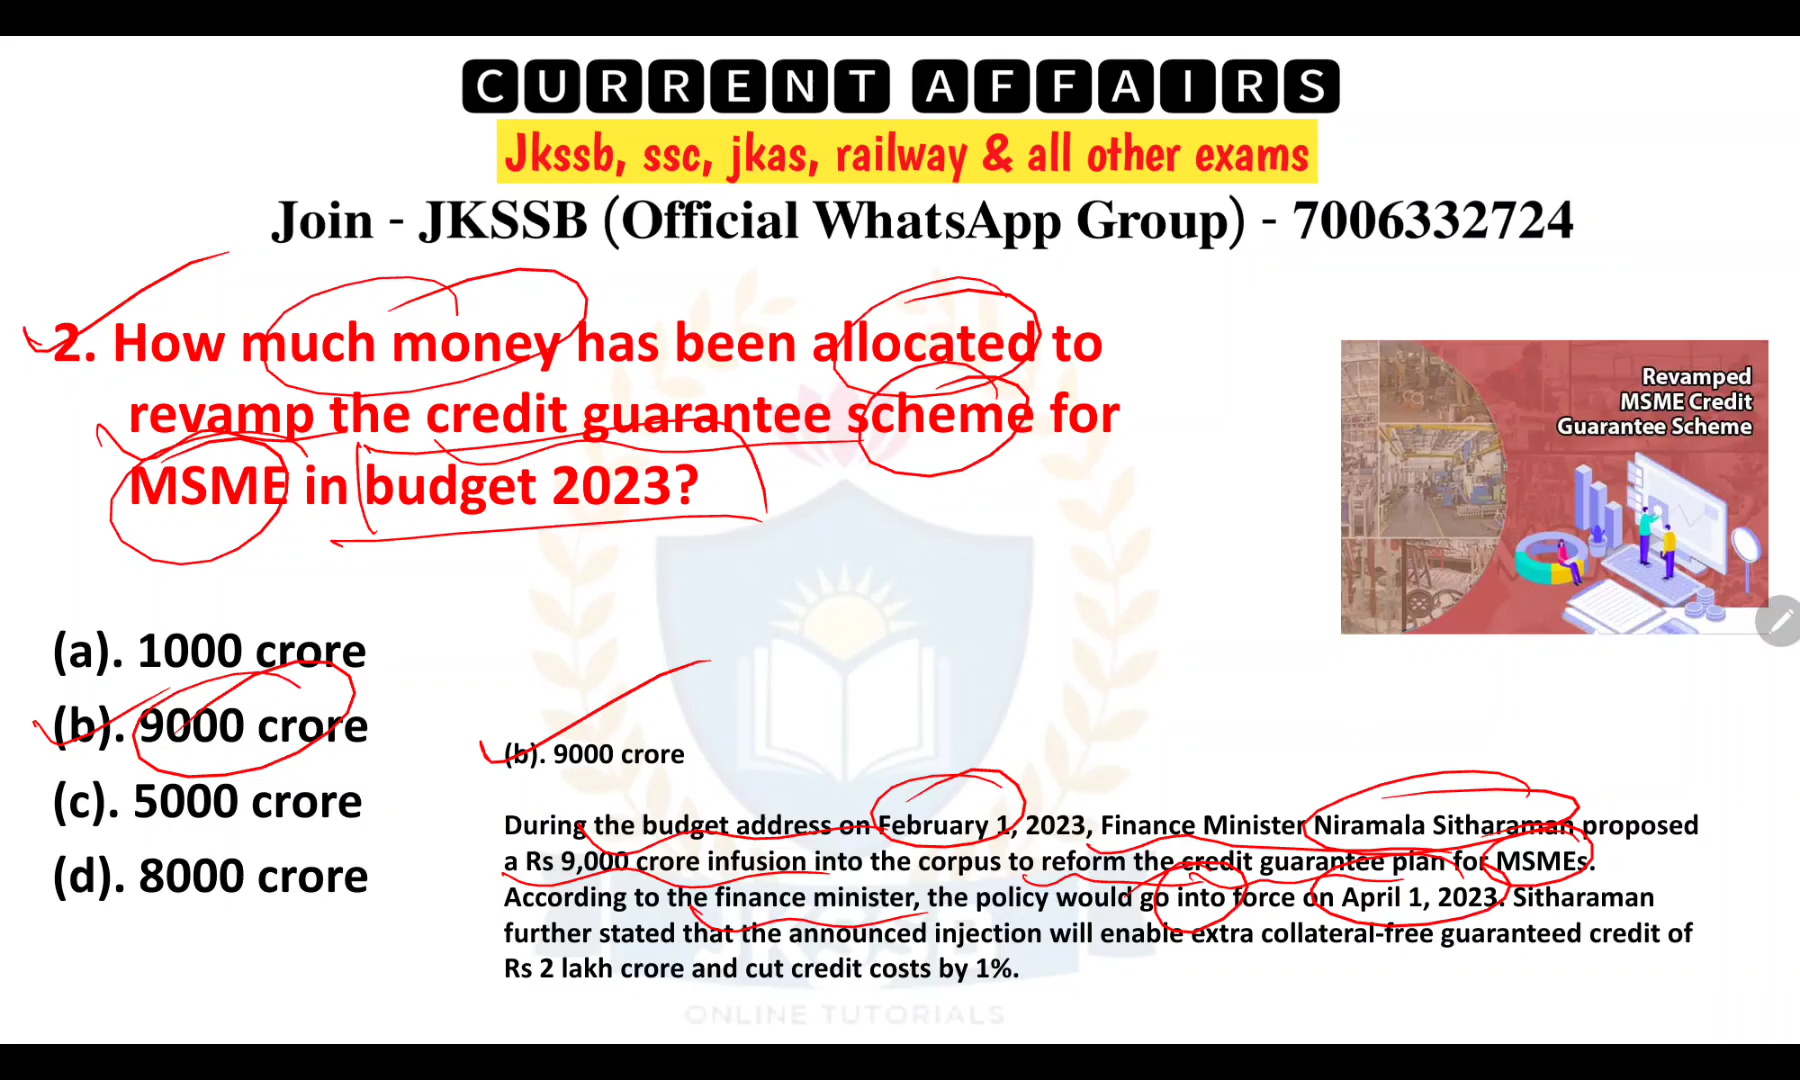 CURRENT AFFAIRS
Jkssb, ssc, jkas, railway & all other exams
Join - JKSSB (Official WhatsApp Group) - 7006332724
2. How much money has been allocated to
revamp the credit guarantee scheme for
MSME in budget 2023?
Revamped
MSME Credit
Guarantee Scheme
(a). 1000 crore
(b). 9000 crore
(c). 5000 crore
(d). 8000 crore
(b). 9000 crore
During the budget address on February 1, 2023, Finance Minister Niramala Sitharaman proposed
a Rs 9,000 crore infusion into the corpus to reform the credit guarantee plan for MSMEs.
According to the finance minister, the policy would go into force on April 1, 2023. Sitharaman
further stated that the announced injection will enable extra collateral-free guaranteed credit of
Rs 2 lakh crore and cut credit costs by 1%.
ONLINE TUTORIALS